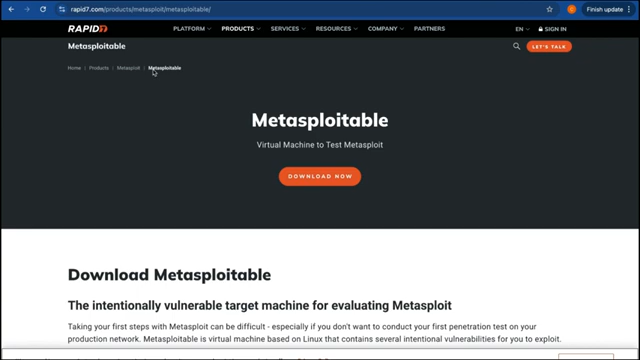 rapid7.com/products/metasploit/metasploitable/
Finish update
RAPID7
PLATFORM
PRODUCTS
SERVICES
RESOURCES
COMPANY
PARTNERS
EN
SIGN IN
Metasploitable
LET'S TALK
Home | Products | Metasploit | Metasploitable
Metasploitable
Virtual Machine to Test Metasploit
DOWNLOAD NOW
Download Metasploitable
The intentionally vulnerable target machine for evaluating Metasploit
Taking your first steps with Metasploit can be difficult - especially if you don't want to conduct your first penetration test on your
production network. Metasploitable is virtual machine based on Linux that contains several intentional vulnerabilities for you to exploit.